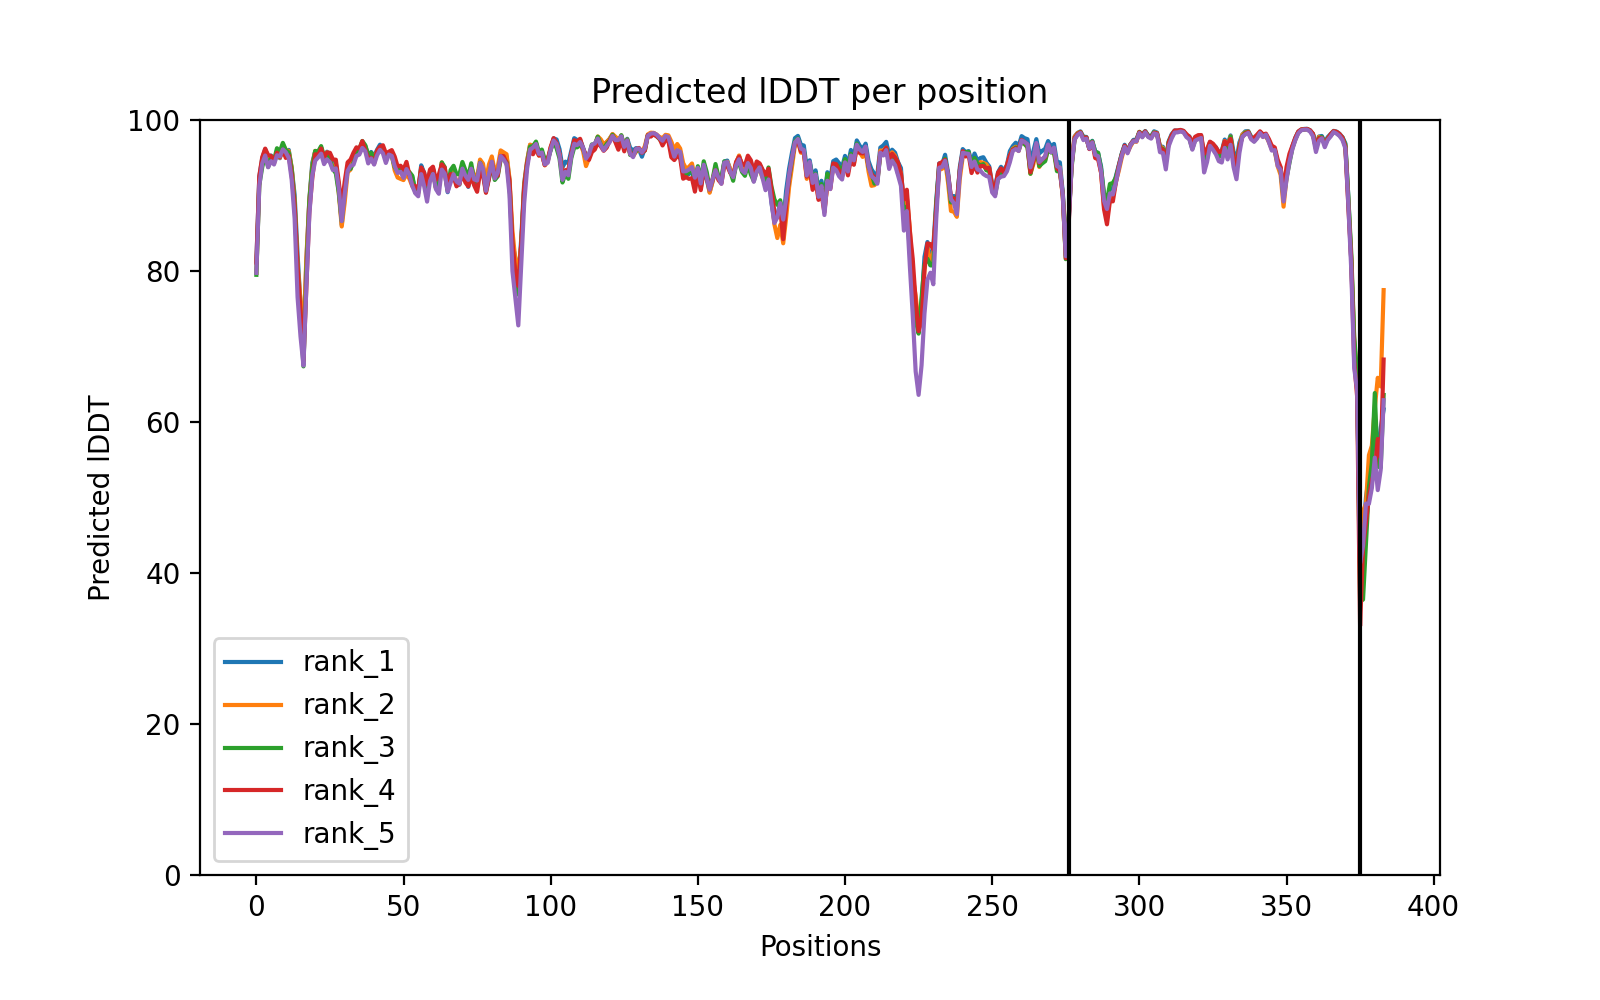 Predicted lDDT per position
100
80
60
40
20
0
Predicted lDDT
rank_1
rank_2
rank_3
rank_4
rank_5
0 50 100 150 200 250 300 350 400
Positions